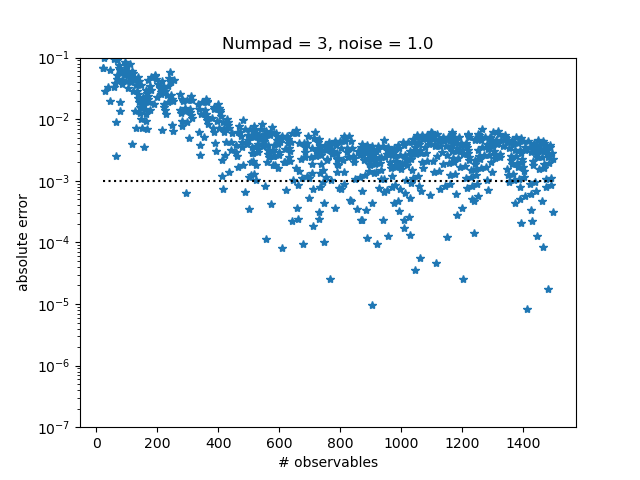 Numpad = 3, noise = 1.0
absolute error
10⁻¹
10⁻²
10⁻³
10⁻⁴
10⁻⁵
10⁻⁶
10⁻⁷
0 200 400 600 800 1000 1200 1400
# observables